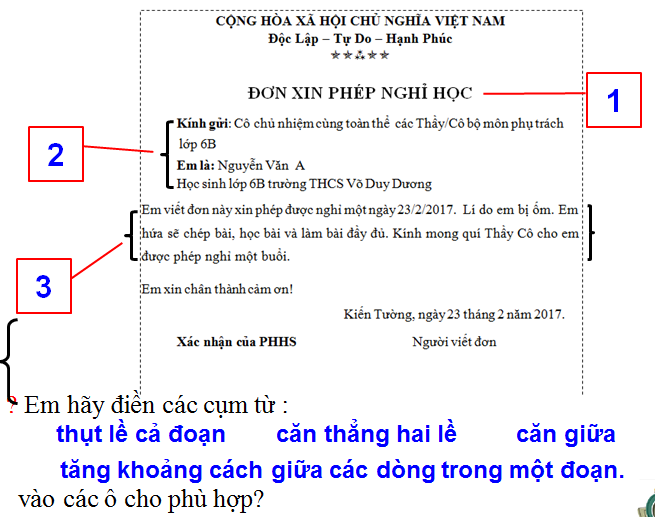 CỘNG HÒA XÃ HỘI CHỦ NGHĨA VIỆT NAM
Độc Lập – Tự Do – Hạnh Phúc
ĐƠN XIN PHÉP NGHỈ HỌC
1
Kính gửi: Cô chủ nhiệm cùng toàn thể các Thầy/Cô bộ môn phụ trách
lớp 6B
2
Em là: Nguyễn Văn A
Học sinh lớp 6B trường THCS Võ Duy Dương
Em viết đơn này xin phép được nghỉ một ngày 23/2/2017. Lí do em bị ốm. Em
hứa sẽ chép bài, học bài và làm bài đầy đủ. Kính mong quí Thầy Cô cho em
được phép nghỉ một buổi.
3
Em xin chân thành cảm ơn!
Kiến Tường, ngày 23 tháng 2 năm 2017.
Xác nhận của PHHS Người viết đơn
? Em hãy điền các cụm từ :
thụt lề cả đoạn căn thẳng hai lề căn giữa
tăng khoảng cách giữa các dòng trong một đoạn.
vào các ô cho phù hợp?